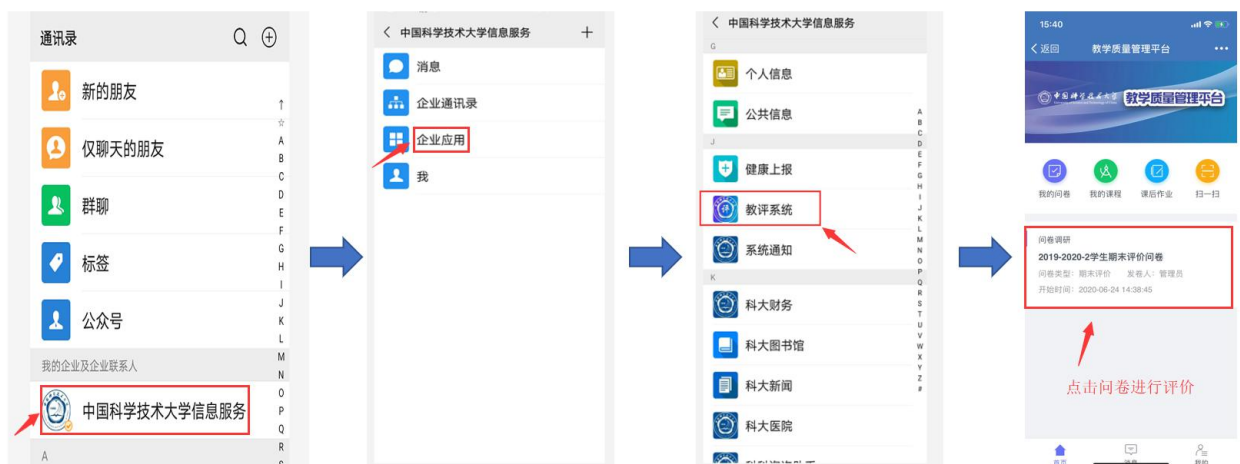 通讯录
新的朋友
仅聊天的朋友
群聊
标签
公众号
我的企业及企业联系人
中国科学技术大学信息服务
A
↑
☆
A
B
C
D
E
F
G
H
I
J
K
L
M
N
O
P
Q
R
中国科学技术大学信息服务
消息
企业通讯录
企业应用
我
中国科学技术大学信息服务
G
个人信息
公共信息
J
健康上报
教评系统
系统通知
K
科大财务
科大图书馆
科大新闻
科大医院
A
B
C
D
E
F
G
H
I
J
K
L
M
N
O
P
Q
R
S
T
U
V
W
X
Y
Z
#
15:40
返回 教学质量管理平台
中国科学技术大学 教学质量管理平台
我的问卷 我的课程 课后作业 扫一扫
问卷调研
2019-2020-2学生期末评价问卷
问卷类型：期末评价 发卷人：管理员
开始时间：2020-06-24 14:38:45
点击问卷进行评价